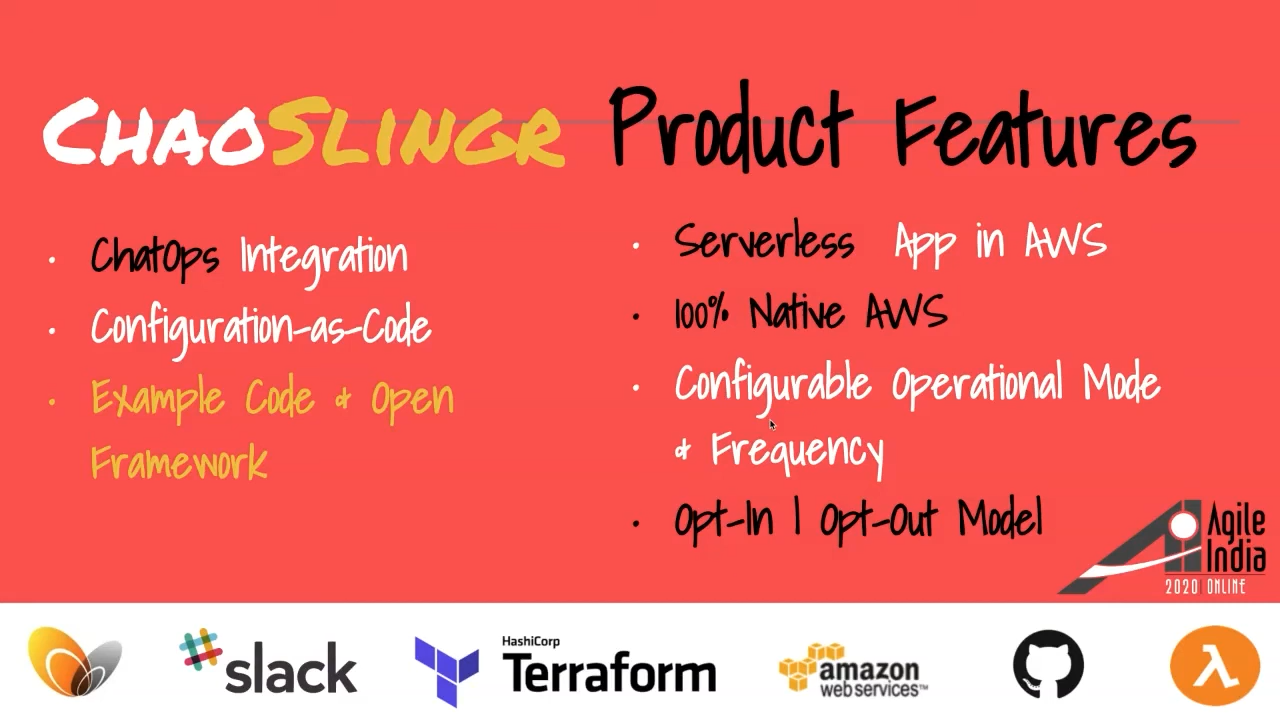 ChaoSlingr Product Features
• ChatOps Integration
• Configuration-as-Code
• Example Code & Open
Framework
• Serverless App in AWS
• 100% Native AWS
• Configurable Operational Mode
& Frequency
• Opt-In | Opt-Out Model
Agile
India
2020 | ONLINE
slack
HashiCorp
Terraform
amazon
web services™
λ